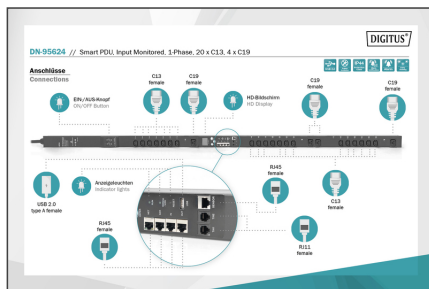 DIGITUS®
DN-95624 // Smart PDU, Input Monitored, 1-Phase, 20 x C13, 4 x C19
Anschlüsse
Connections
C13
female
C19
female
EIN-/AUS-Knopf
ON/OFF Button
HD-Bildschirm
HD Display
C19
female
C19
female
USB 2.0
type A female
Anzeigeleuchten
Indicator lights
RJ45
female
C13
female
RJ45
female
RJ11
female